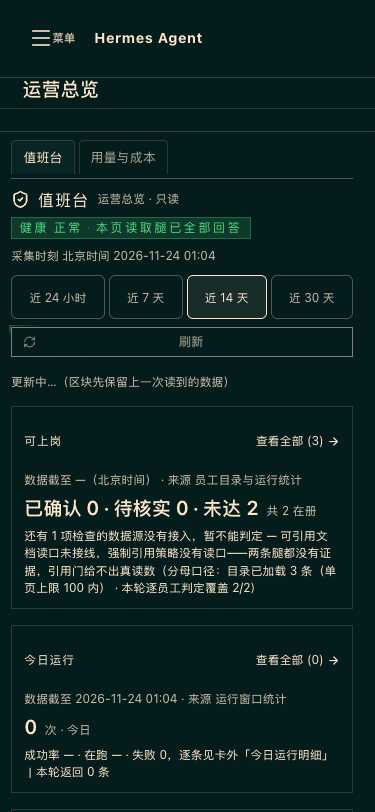 菜单 Hermes Agent
运营总览
值班台 用量与成本
值班台 运营总览 · 只读
健康 正常 · 本页读取腿已全部回答
采集时刻 北京时间 2026-11-24 01:04
近 24 小时 近 7 天 近 14 天 近 30 天
刷新
更新中…（区块先保留上一次读到的数据）
可上岗 查看全部 (3) →
数据截至 —（北京时间） · 来源 员工目录与运行统计
已确认 0 · 待核实 0 · 未达 2 共 2 在册
还有 1 项检查的数据源没有接入，暂不能判定 — 可引用文
档读口未接线，强制引用策略没有读口——两条腿都没有证
据，引用门给不出真读数（分母口径：目录已加载 3 条（单
页上限 100 内） · 本轮逐员工判定覆盖 2/2）
今日运行 查看全部 (0) →
数据截至 2026-11-24 01:04 · 来源 运行窗口统计
0 次 · 今日
成功率 — · 在跑 — · 失败 0，逐条见卡外「今日运行明细」
| 本轮返回 0 条